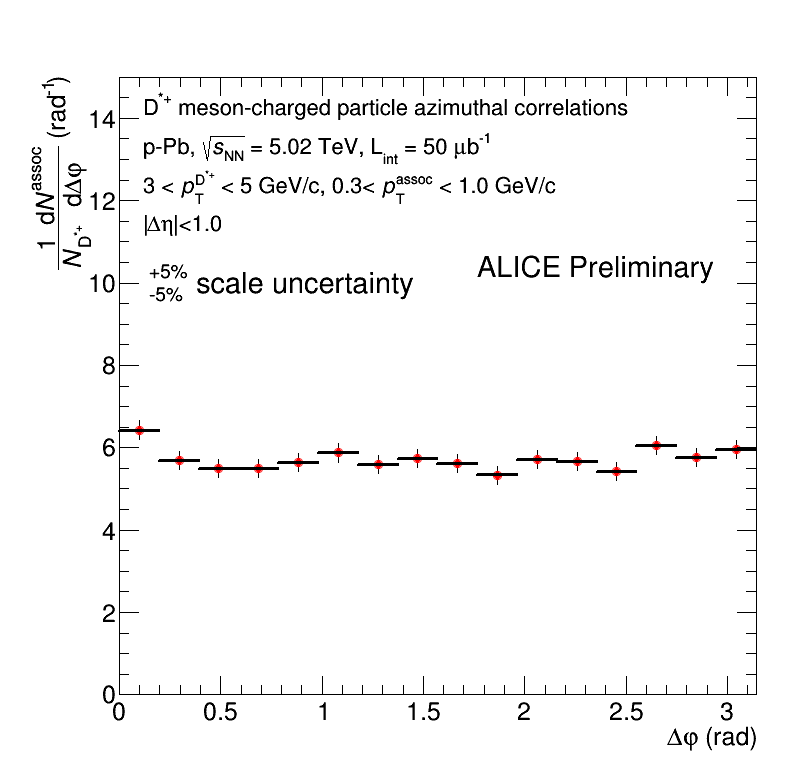 1 dN^assoc
N_D*+ dΔφ (rad⁻¹)
D*+ meson-charged particle azimuthal correlations
p-Pb, √s_NN = 5.02 TeV, L_int = 50 μb⁻¹
3 < p_T^D*+ < 5 GeV/c, 0.3< p_T^assoc < 1.0 GeV/c
|Δη|<1.0
+5%
-5% scale uncertainty
ALICE Preliminary
14
12
10
8
6
4
2
0
0 0.5 1 1.5 2 2.5 3
Δφ (rad)